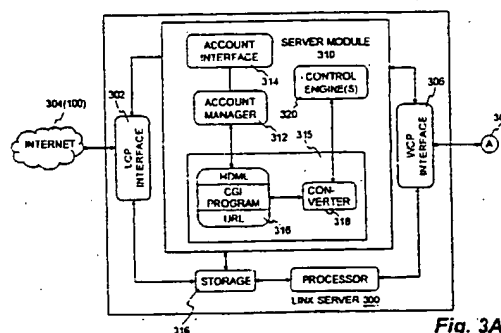 ACCOUNT
INTERFACE
314
SERVER MODULE
310
302
CONTROL
ENGINE(S)
320
306
304(100)
INTERNET
LCP
INTERFACE
ACCOUNT
MANAGER
312
315
WCP
INTERFACE
A
HDML
CGI
PROGRAM
URL
316
CON-
VERTER
318
STORAGE
316
PROCESSOR
LINK SERVER 300
Fig. 3A